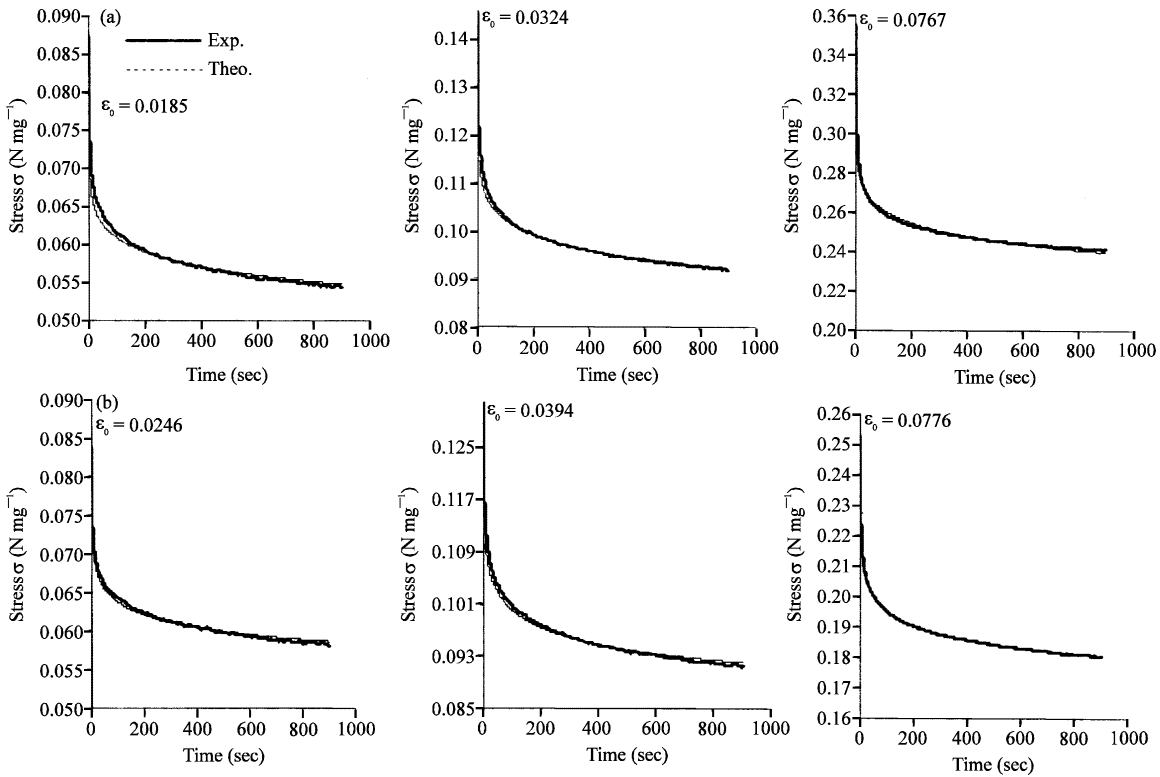 (a)
Exp.
Theo.
ε₀ = 0.0185
0.090
0.085
0.080
0.075
0.070
0.065
0.060
0.055
0.050
Stress σ (N mg⁻¹)
0 200 400 600 800 1000
Time (sec)
ε₀ = 0.0324
0.14
0.13
0.12
0.11
0.10
0.09
0.08
Stress σ (N mg⁻¹)
0 200 400 600 800 1000
Time (sec)
ε₀ = 0.0767
0.36
0.34
0.32
0.30
0.28
0.26
0.24
0.22
0.20
Stress σ (N mg⁻¹)
0 200 400 600 800 1000
Time (sec)
(b)
ε₀ = 0.0246
0.090
0.085
0.080
0.075
0.070
0.065
0.060
0.055
0.050
Stress σ (N mg⁻¹)
0 200 400 600 800 1000
Time (sec)
ε₀ = 0.0394
0.125
0.117
0.109
0.101
0.093
0.085
Stress σ (N mg⁻¹)
0 200 400 600 800 1000
Time (sec)
ε₀ = 0.0776
0.26
0.25
0.24
0.23
0.22
0.21
0.20
0.19
0.18
0.17
0.16
Stress σ (N mg⁻¹)
0 200 400 600 800 1000
Time (sec)